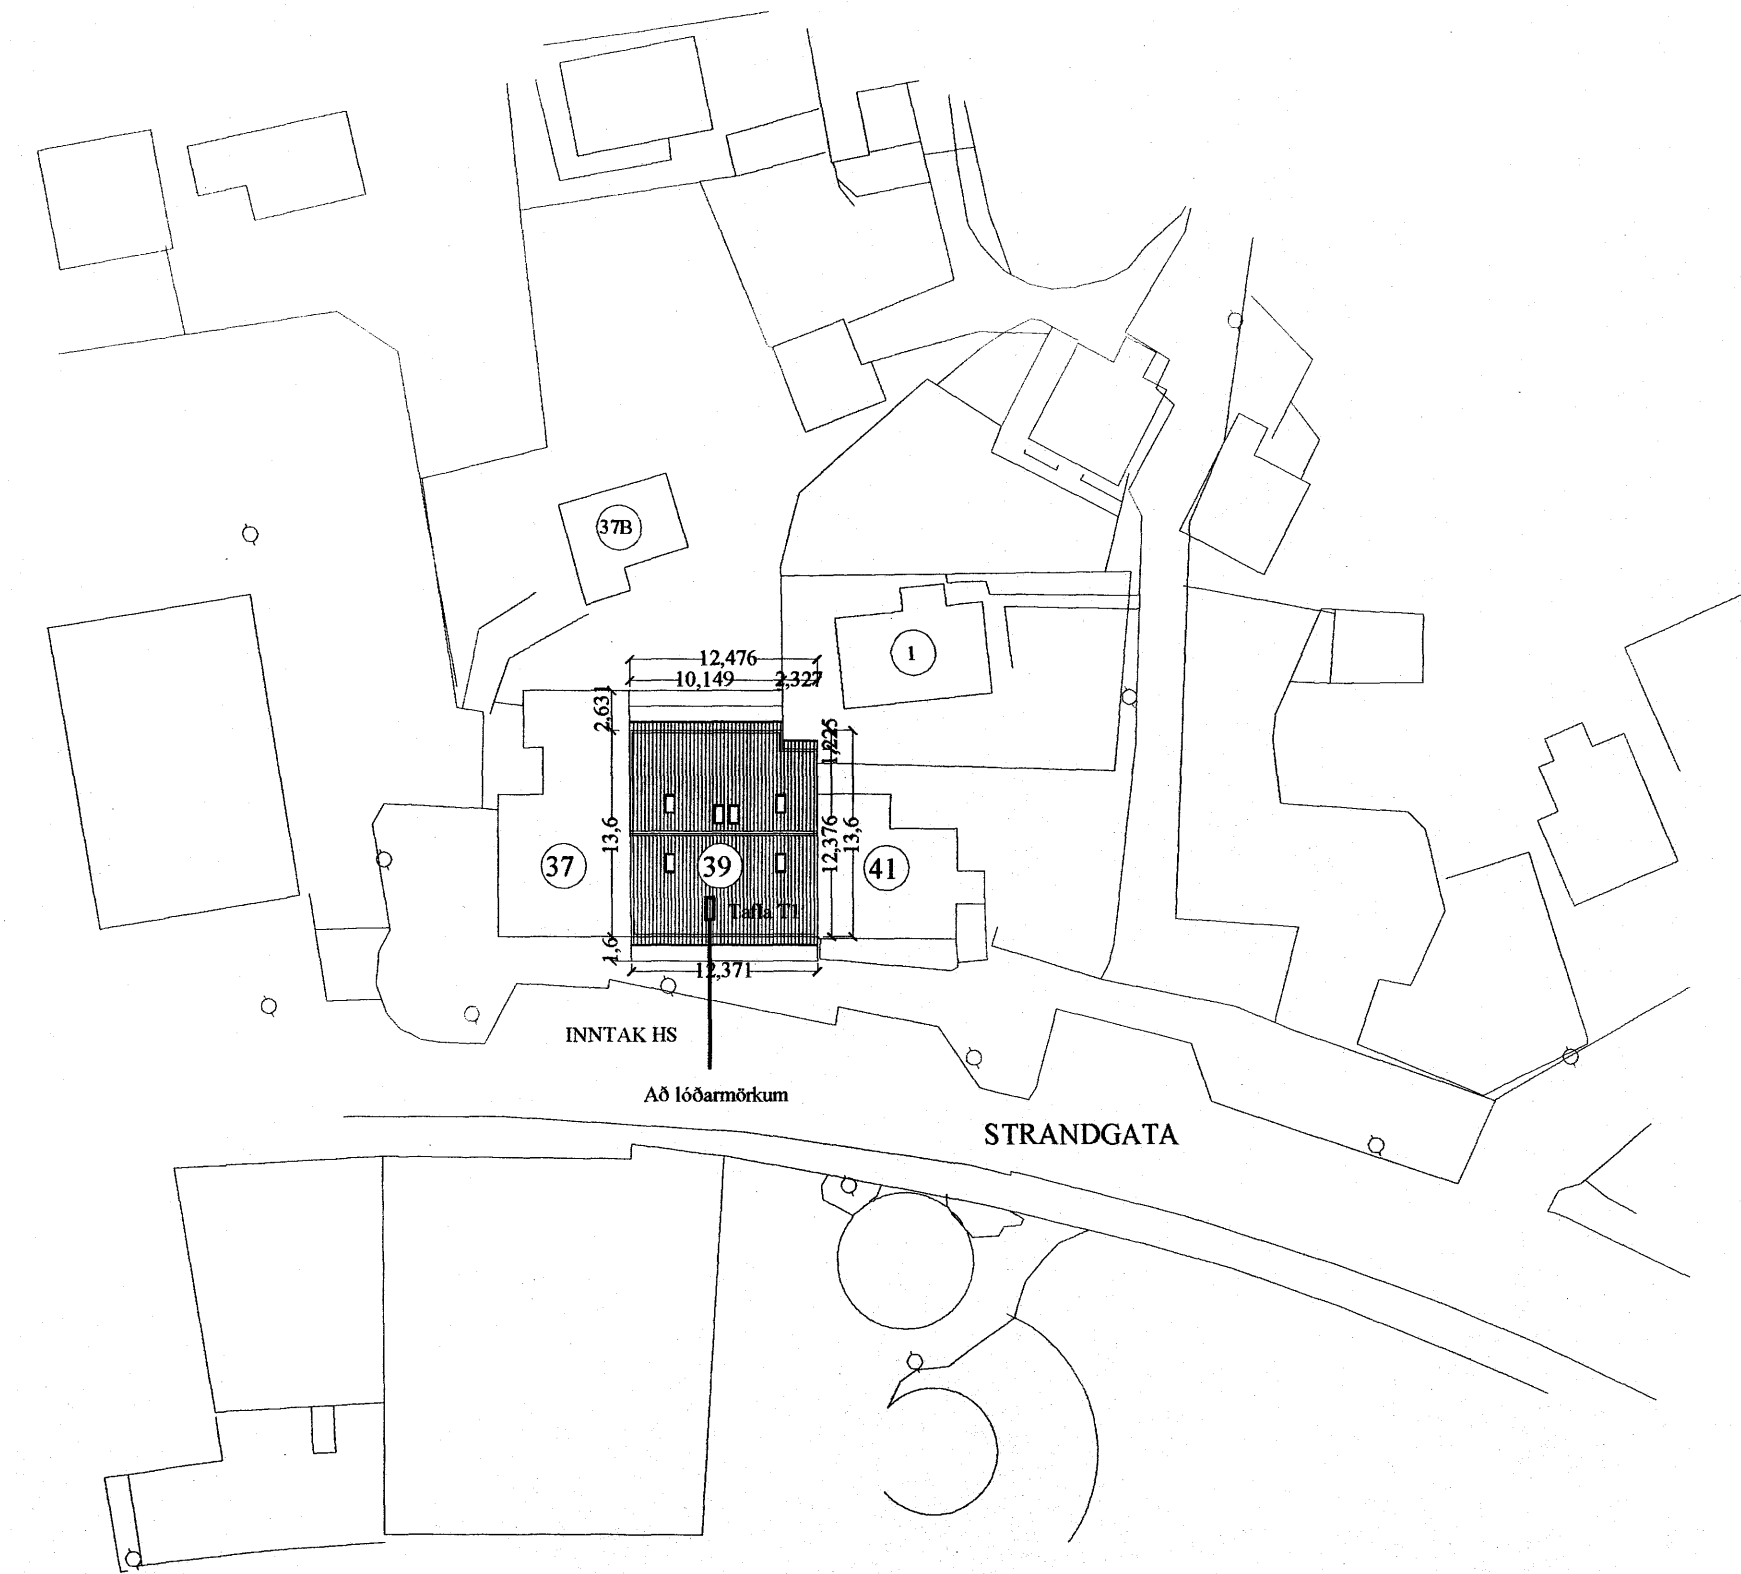 37B
1
12,476
10,149
2,327
2,631
1,225
13,6
12,376
13,6
37
39
41
Tafla T1
1,6
12,371
INNTAK HS
Að lóðarmörkum
STRANDGATA